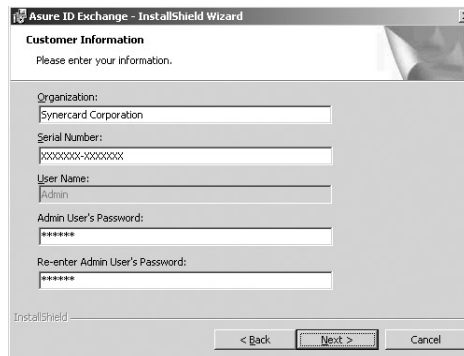 Asure ID Exchange - InstallShield Wizard
Customer Information
Please enter your information.
Organization:
Synercard Corporation
Serial Number:
XXXXXXX-XXXXXXX
User Name:
Admin
Admin User's Password:
******
Re-enter Admin User's Password:
******
InstallShield
< Back Next > Cancel